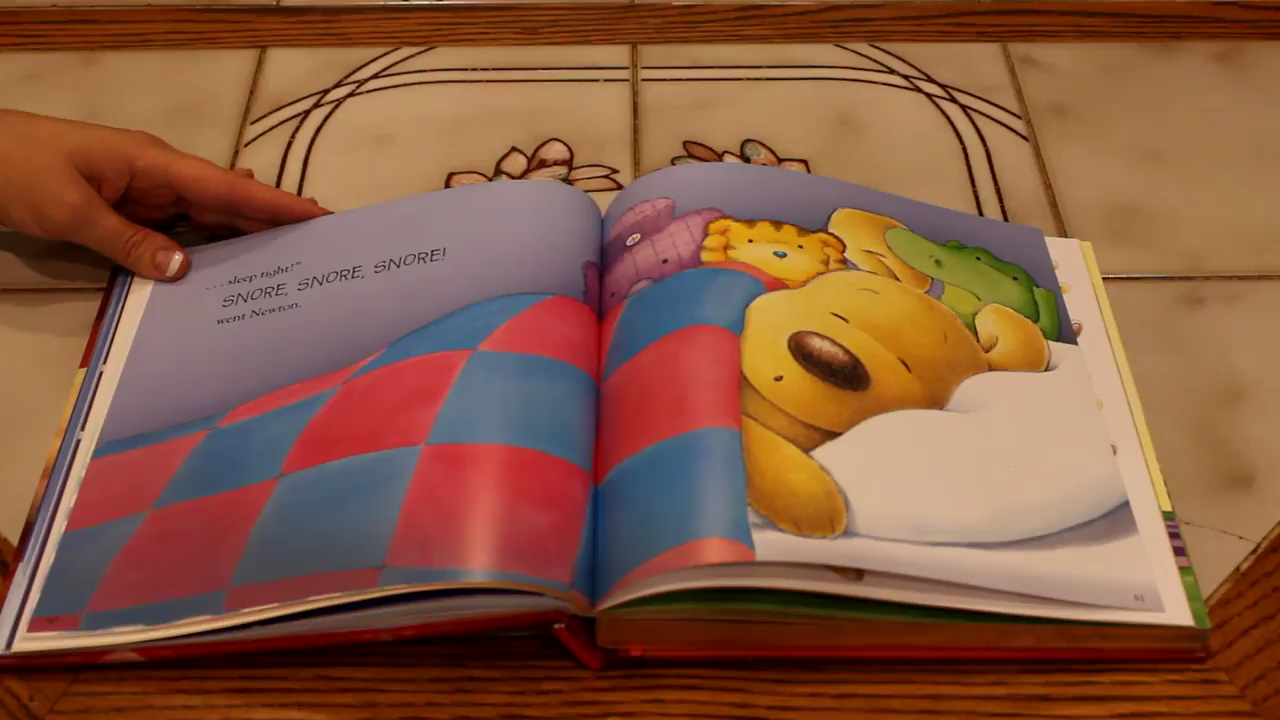 . . . sleep tight!”
SNORE, SNORE, SNORE!
went Newton.